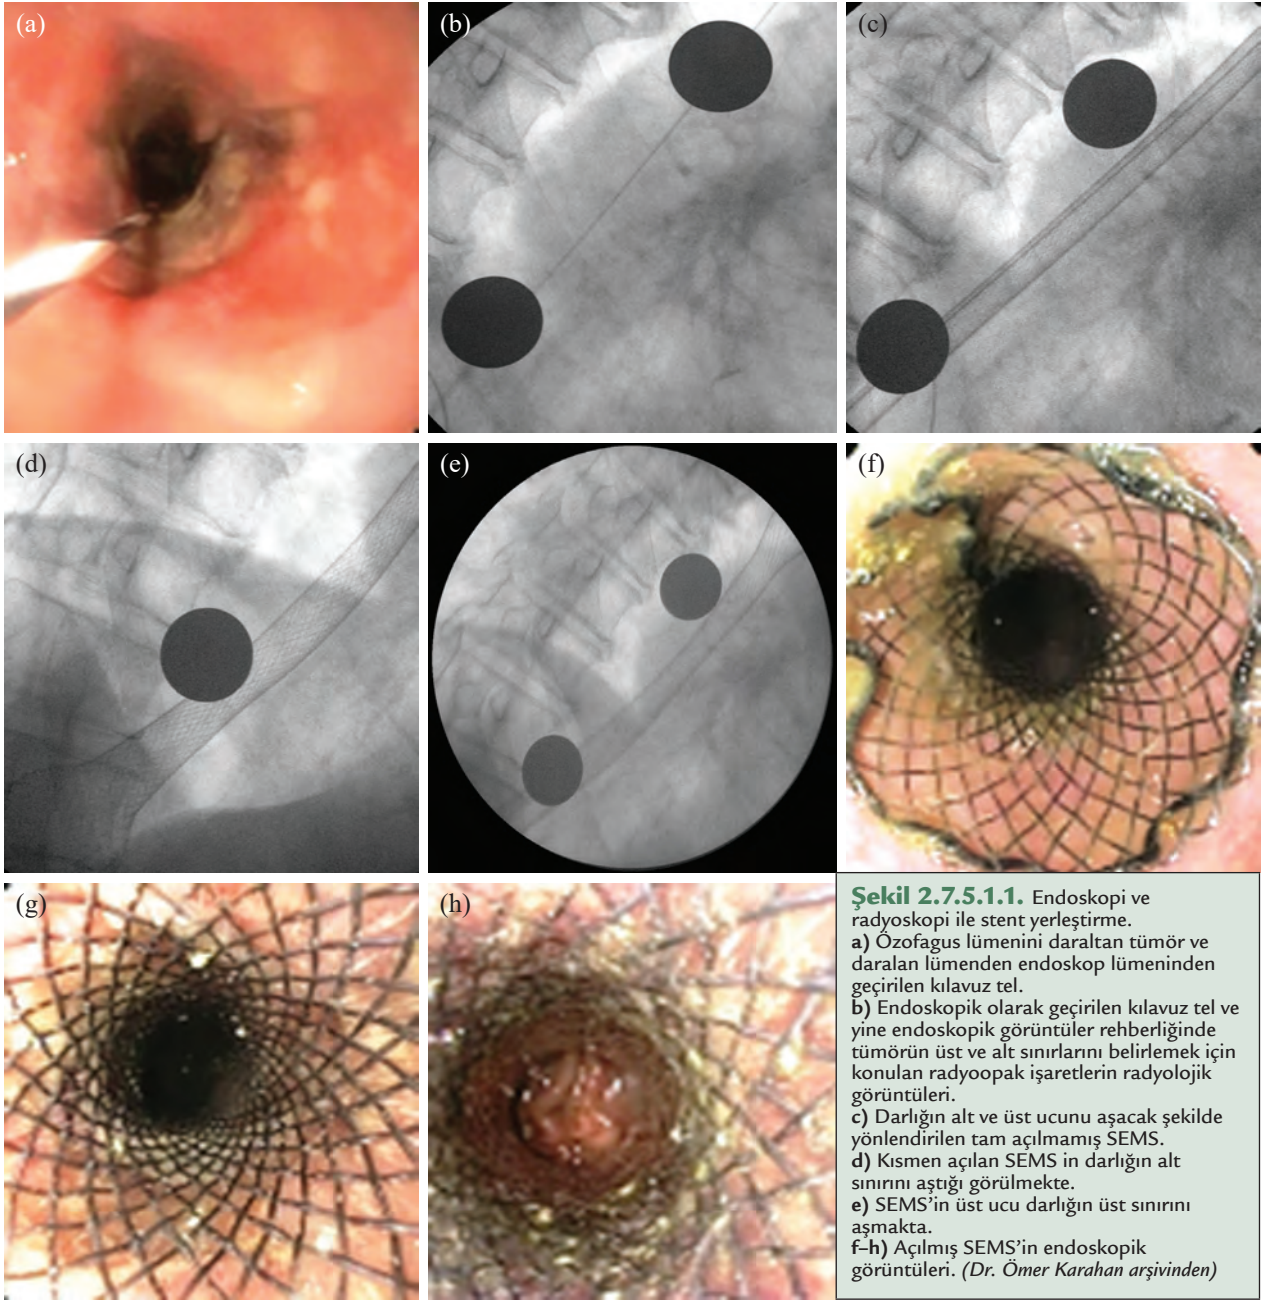 (a)
(b)
(c)
(d)
(e)
(f)
(g)
(h)
Şekil 2.7.5.1.1. Endoskopi ve
radyoskopi ile stent yerleştirme.
a) Özofagus lümenini daraltan tümör ve
daralan lümenden endoskop lümeninden
geçirilen kılavuz tel.
b) Endoskopik olarak geçirilen kılavuz tel ve
yine endoskopik görüntüler rehberliğinde
tümörün üst ve alt sınırlarını belirlemek için
konulan radyoopak işaretlerin radyolojik
görüntüleri.
c) Darlığın alt ve üst ucunu aşacak şekilde
yönlendirilen tam açılmamış SEMS.
d) Kısmen açılan SEMS in darlığın alt
sınırını aştığı görülmekte.
e) SEMS’in üst ucu darlığın üst sınırını
aşmakta.
f–h) Açılmış SEMS’in endoskopik
görüntüleri. (Dr. Ömer Karahan arşivinden)